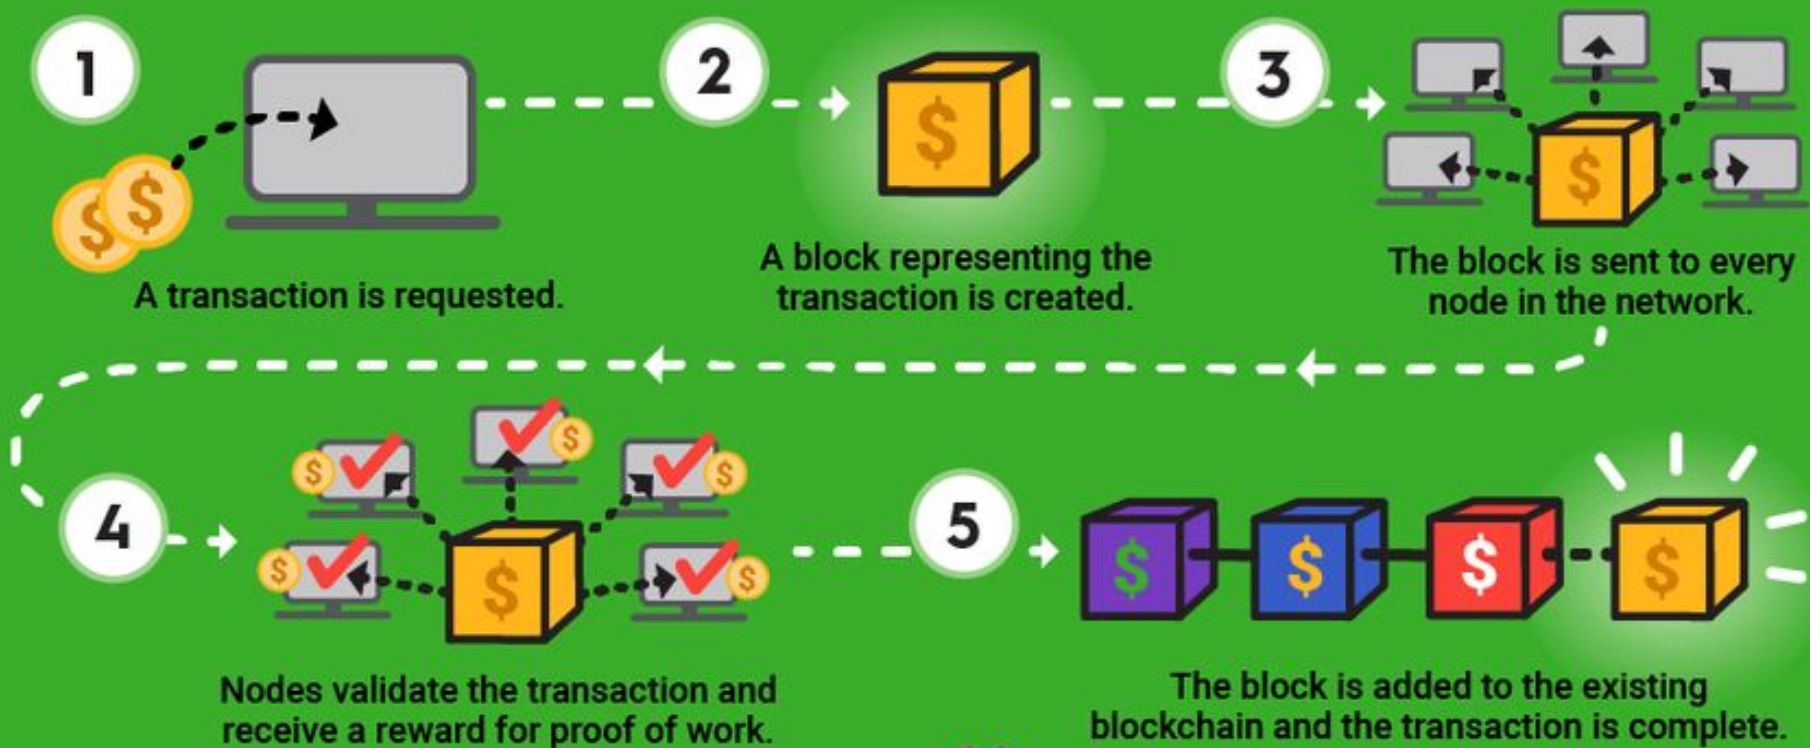 1
2
3
A transaction is requested.
A block representing the
transaction is created.
The block is sent to every
node in the network.
4
5
Nodes validate the transaction and
receive a reward for proof of work.
The block is added to the existing
blockchain and the transaction is complete.